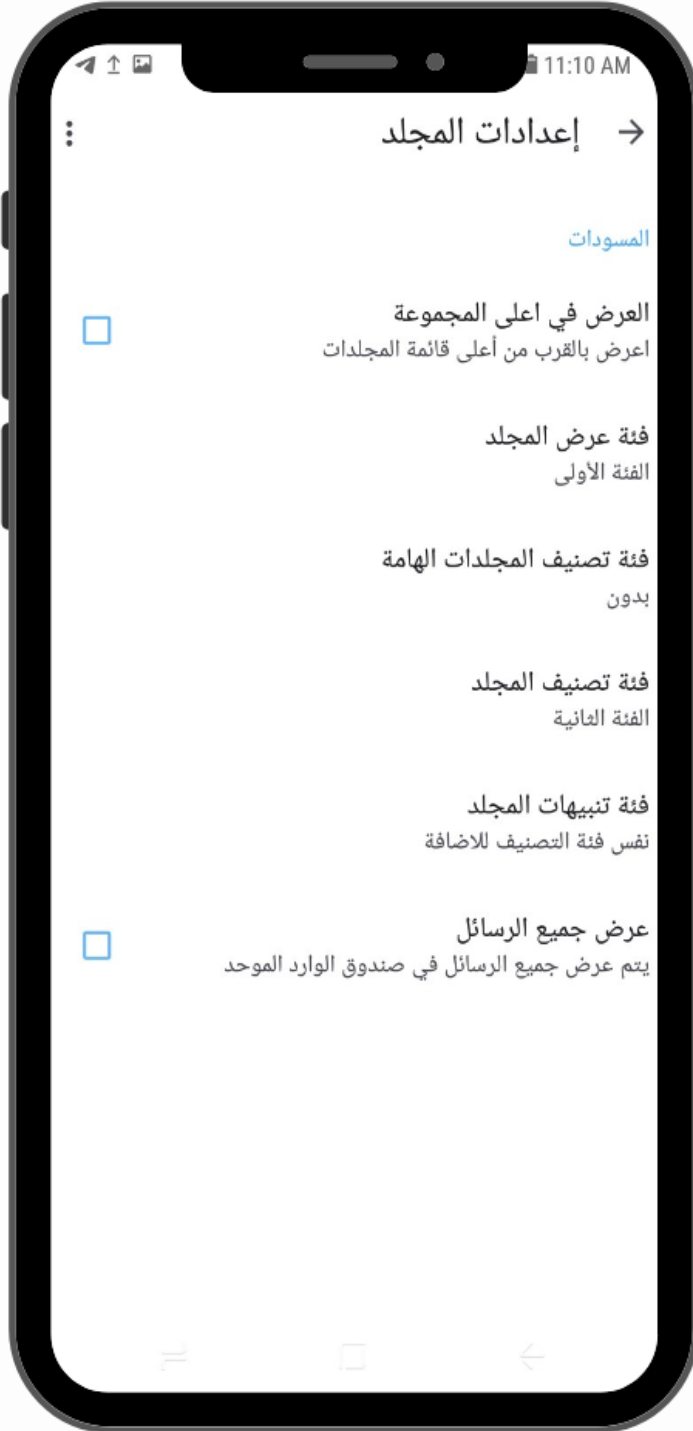 11:10 AM
إعدادات المجلد
المسودات
العرض في اعلى المجموعة
اعرض بالقرب من أعلى قائمة المجلدات
فئة عرض المجلد
الفئة الأولى
فئة تصنيف المجلدات الهامة
بدون
فئة تصنيف المجلد
الفئة الثانية
فئة تنبيهات المجلد
نفس فئة التصنيف للاضافة
عرض جميع الرسائل
يتم عرض جميع الرسائل في صندوق الوارد الموحد